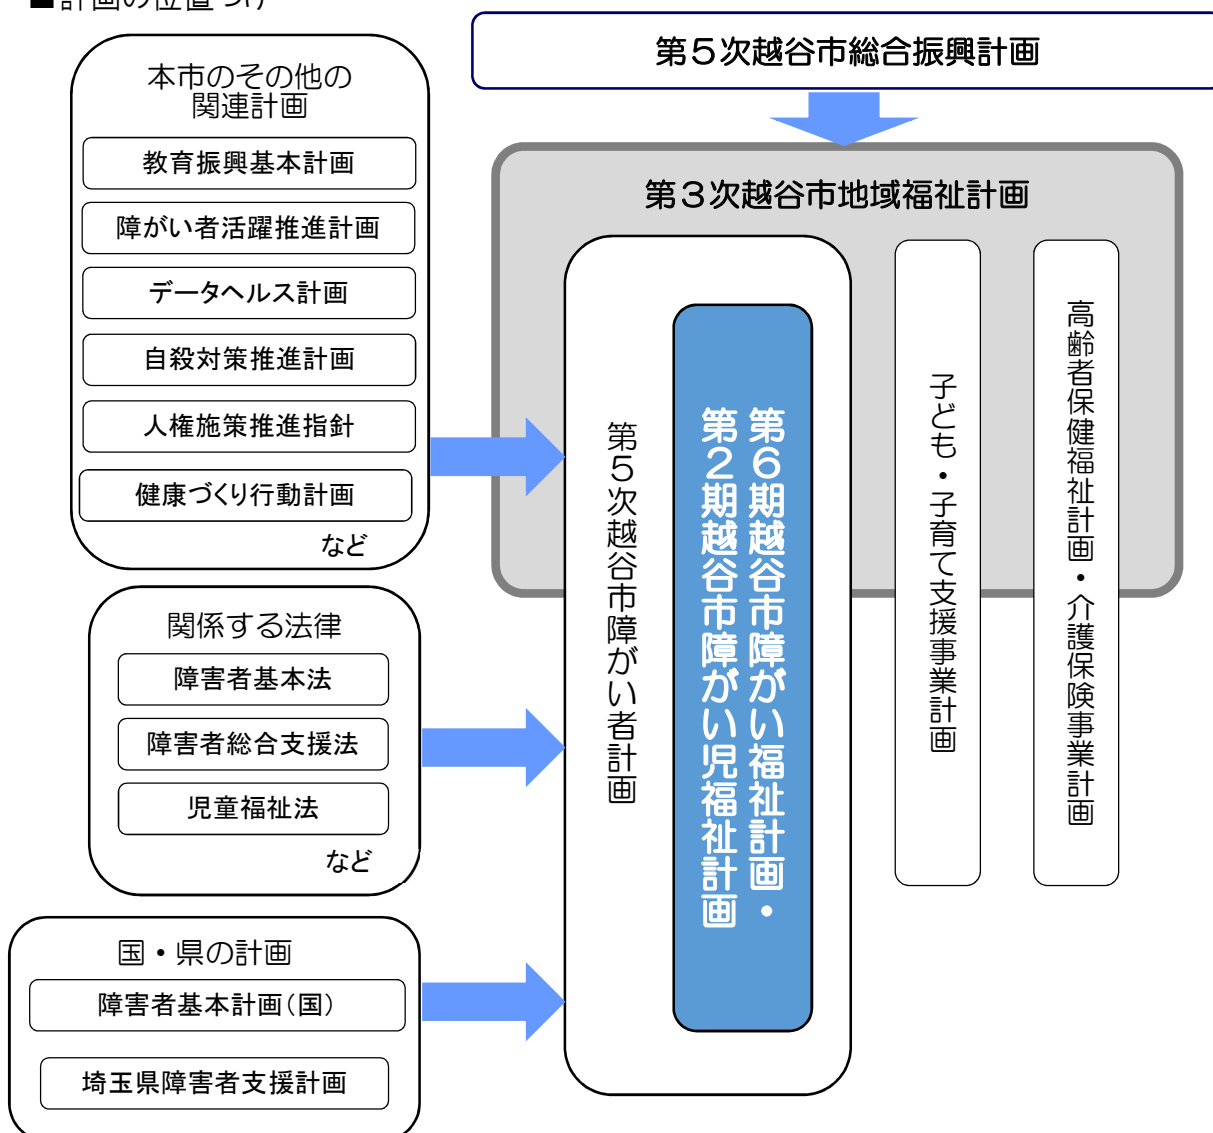 ■計画の位置づけ
第５次越谷市総合振興計画
本市のその他の
関連計画
教育振興基本計画
障がい者活躍推進計画
データヘルス計画
自殺対策推進計画
人権施策推進指針
健康づくり行動計画
など
関係する法律
障害者基本法
障害者総合支援法
児童福祉法
など
国・県の計画
障害者基本計画（国）
埼玉県障害者支援計画
第３次越谷市地域福祉計画
第５次越谷市障がい者計画
第６期越谷市障がい福祉計画・
第２期越谷市障がい児福祉計画
子ども・子育て支援事業計画
高齢者保健福祉計画・介護保険事業計画